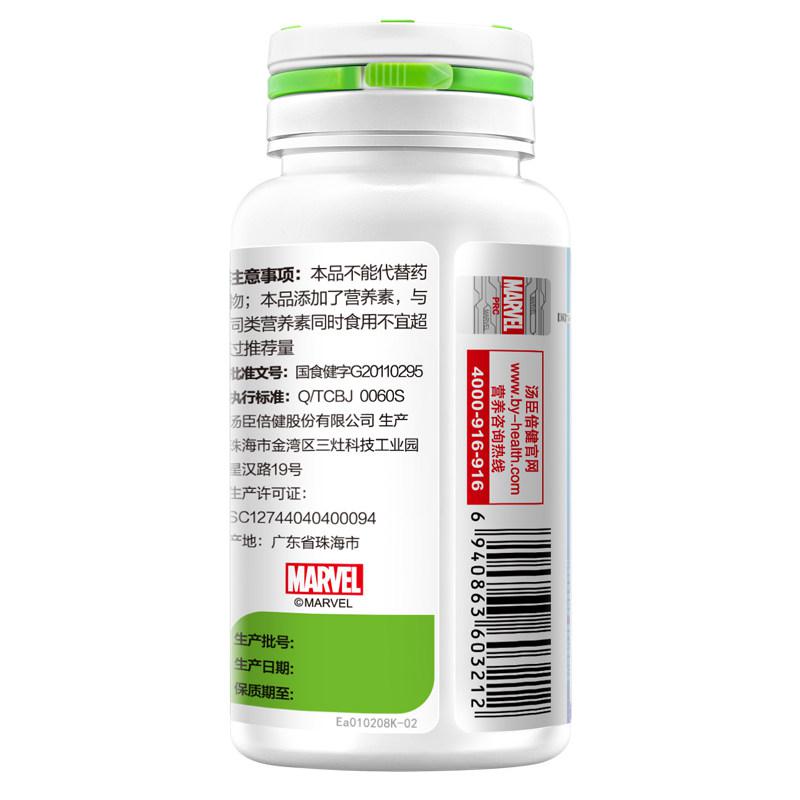 注意事项：本品不能代替药
物；本品添加了营养素，与
同类营养素同时食用不宜超
过推荐量
批准文号：国食健字G20110295
执行标准：Q/TCBJ 0060S
汤臣倍健股份有限公司 生产
珠海市金湾区三灶科技工业园
星汉路19号
生产许可证：
SC12744040400094
产地：广东省珠海市
MARVEL
©MARVEL
生产批号:
生产日期:
保质期至:
Ea010208K-02
MARVEL
PRC
MARVEL
汤臣倍健官网
www.by-health.com
营养咨询热线
4000-916-916
6 940863 603212